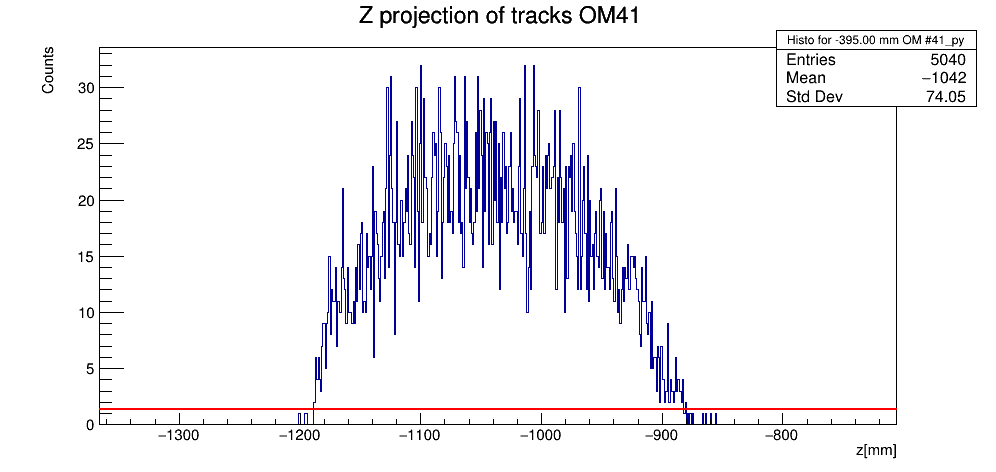 Z projection of tracks OM41
Histo for -395.00 mm OM #41_py
Entries 5040
Mean −1042
Std Dev 74.05
Counts
30
25
20
15
10
5
0
−1300 −1200 −1100 −1000 −900 −800
z[mm]